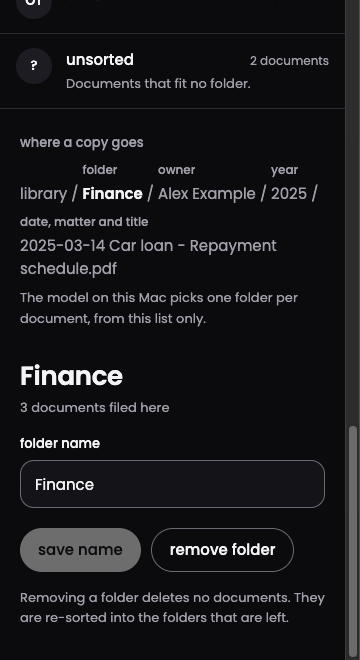 ?
unsorted
2 documents
Documents that fit no folder.
where a copy goes
folder owner year
library / Finance / Alex Example / 2025 /
date, matter and title
2025-03-14 Car loan - Repayment
schedule.pdf
The model on this Mac picks one folder per
document, from this list only.
Finance
3 documents filed here
folder name
Finance
save name
remove folder
Removing a folder deletes no documents. They
are re-sorted into the folders that are left.